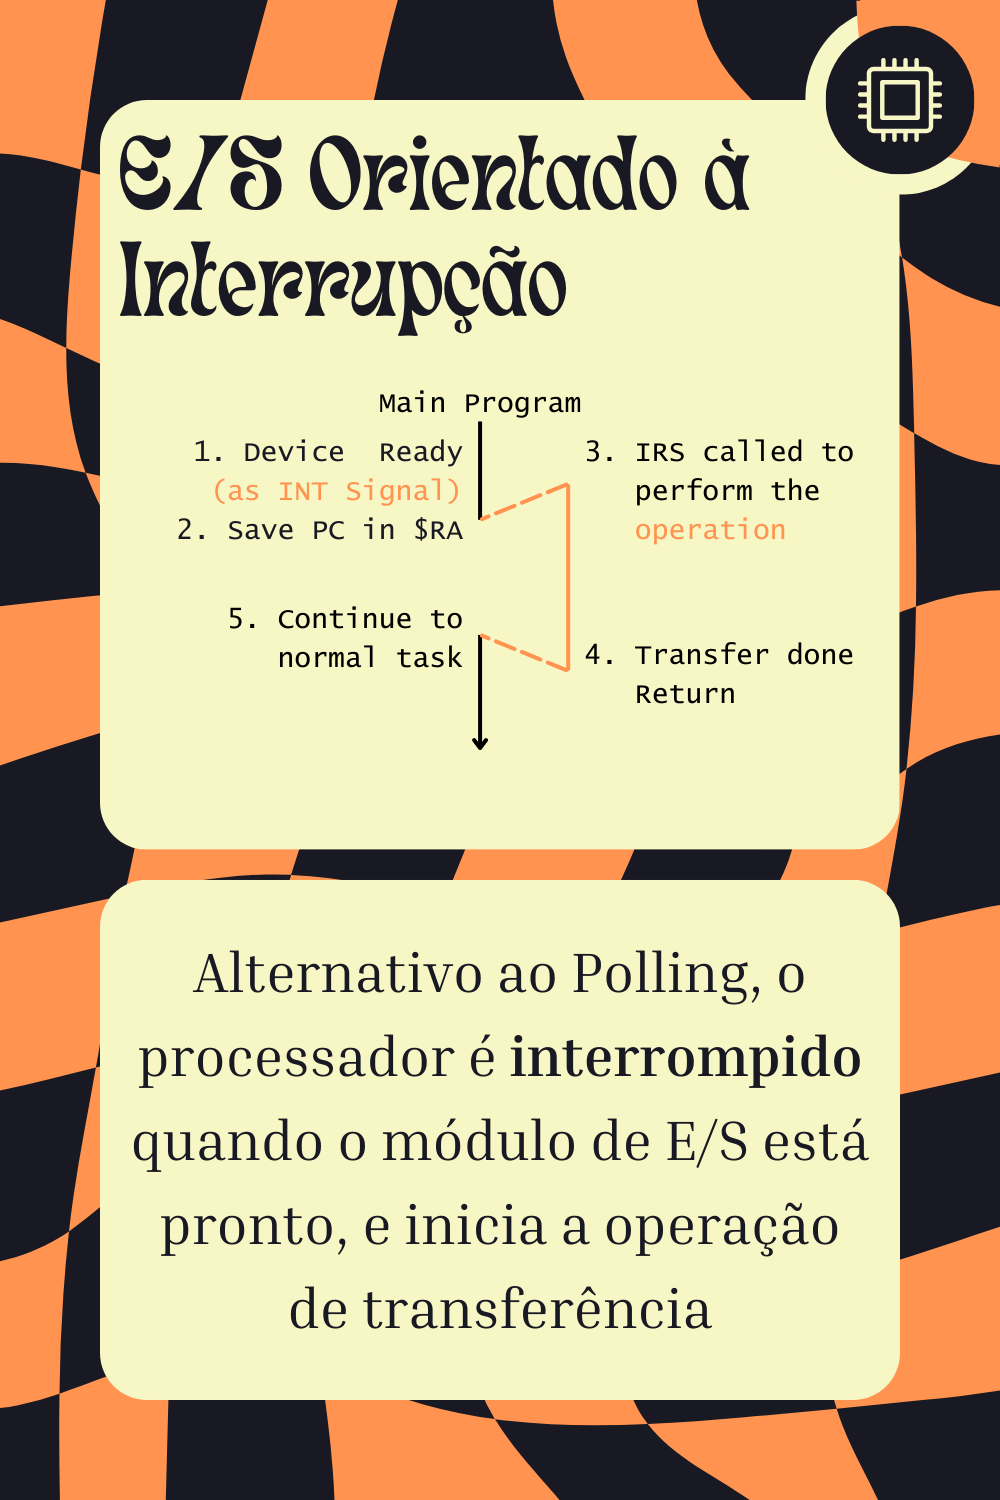 E/S Orientado à
Interrupção
Main Program
1. Device  Ready
(as INT Signal)
2. Save PC in $RA
3. IRS called to
perform the
operation
5. Continue to
normal task
4. Transfer done
Return
Alternativo ao Polling, o
processador é interrompido
quando o módulo de E/S está
pronto, e inicia a operação
de transferência